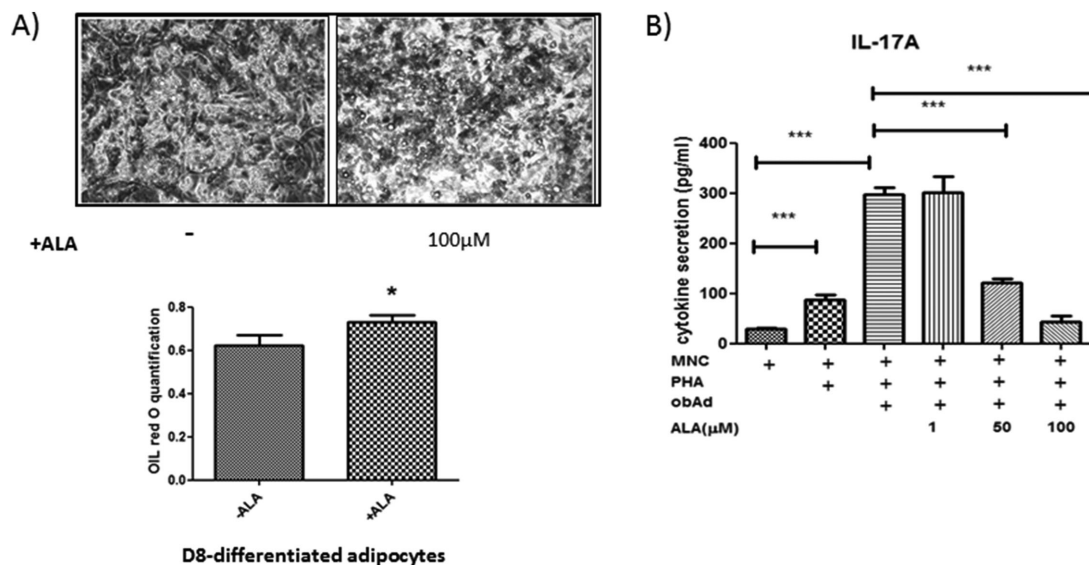 A)
+ALA - 100µM
0.8
*
0.6
0.4
0.2
0.0
OIL red O quantification
-ALA +ALA
D8-differentiated adipocytes
B)
IL-17A
***
***
***
***
400
300
200
100
0
cytokine secretion (pg/ml)
MNC + + + + + +
PHA + + + + +
obAd + + + +
ALA(µM) 1 50 100